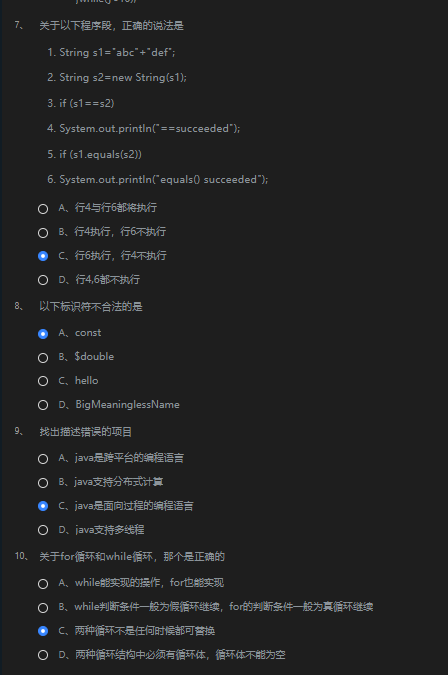 7、 关于以下程序段，正确的说法是
1. String s1="abc"+"def";
2. String s2=new String(s1);
3. if (s1==s2)
4. System.out.println("==succeeded");
5. if (s1.equals(s2))
6. System.out.println("equals() succeeded");
A、行4与行6都将执行
B、行4执行，行6不执行
C、行6执行，行4不执行
D、行4,6都不执行
8、 以下标识符不合法的是
A、const
B、$double
C、hello
D、BigMeaninglessName
9、 找出描述错误的项目
A、java是跨平台的编程语言
B、java支持分布式计算
C、java是面向过程的编程语言
D、java支持多线程
10、 关于for循环和while循环，那个是正确的
A、while能实现的操作，for也能实现
B、while判断条件一般为假循环继续，for的判断条件一般为真循环继续
C、两种循环不是任何时候都可替换
D、两种循环结构中必须有循环体，循环体不能为空